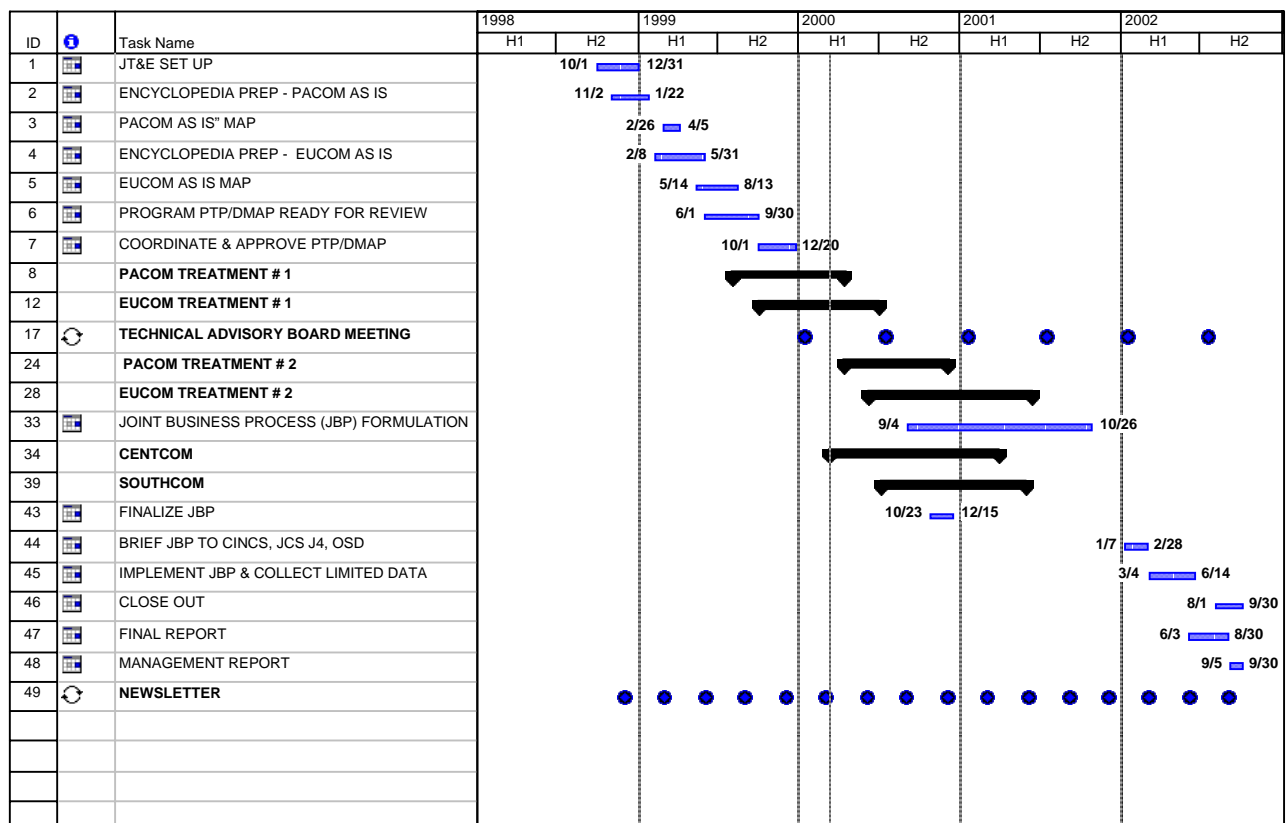 1998 1999 2000 2001 2002
ID i Task Name H1 H2 H1 H2 H1 H2 H1 H2 H1 H2
1 JT&E SET UP 10/1 12/31
2 ENCYCLOPEDIA PREP - PACOM AS IS 11/2 1/22
3 PACOM AS IS” MAP 2/26 4/5
4 ENCYCLOPEDIA PREP - EUCOM AS IS 2/8 5/31
5 EUCOM AS IS MAP 5/14 8/13
6 PROGRAM PTP/DMAP READY FOR REVIEW 6/1 9/30
7 COORDINATE & APPROVE PTP/DMAP 10/1 12/20
8 PACOM TREATMENT # 1
12 EUCOM TREATMENT # 1
17 TECHNICAL ADVISORY BOARD MEETING
24 PACOM TREATMENT # 2
28 EUCOM TREATMENT # 2
33 JOINT BUSINESS PROCESS (JBP) FORMULATION 9/4 10/26
34 CENTCOM
39 SOUTHCOM
43 FINALIZE JBP 10/23 12/15
44 BRIEF JBP TO CINCS, JCS J4, OSD 1/7 2/28
45 IMPLEMENT JBP & COLLECT LIMITED DATA 3/4 6/14
46 CLOSE OUT 8/1 9/30
47 FINAL REPORT 6/3 8/30
48 MANAGEMENT REPORT 9/5 9/30
49 NEWSLETTER